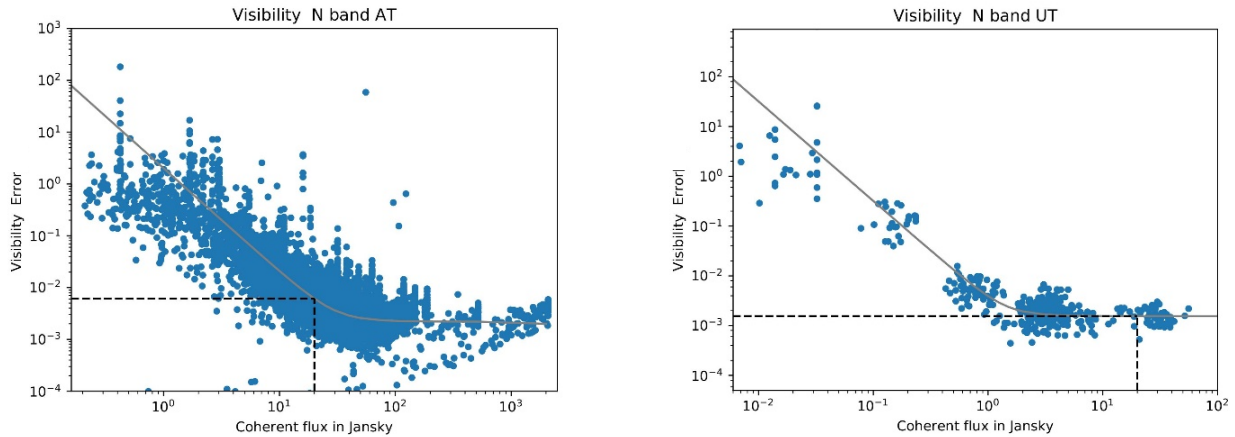 Visibility N band AT
10³
10²
10¹
10⁰
10⁻¹
10⁻²
10⁻³
10⁻⁴
Visibility Error
10⁰ 10¹ 10² 10³
Coherent flux in Jansky
Visibility N band UT
10²
10¹
10⁰
10⁻¹
10⁻²
10⁻³
10⁻⁴
Visibility Error|
10⁻² 10⁻¹ 10⁰ 10¹ 10²
Coherent flux in Jansky